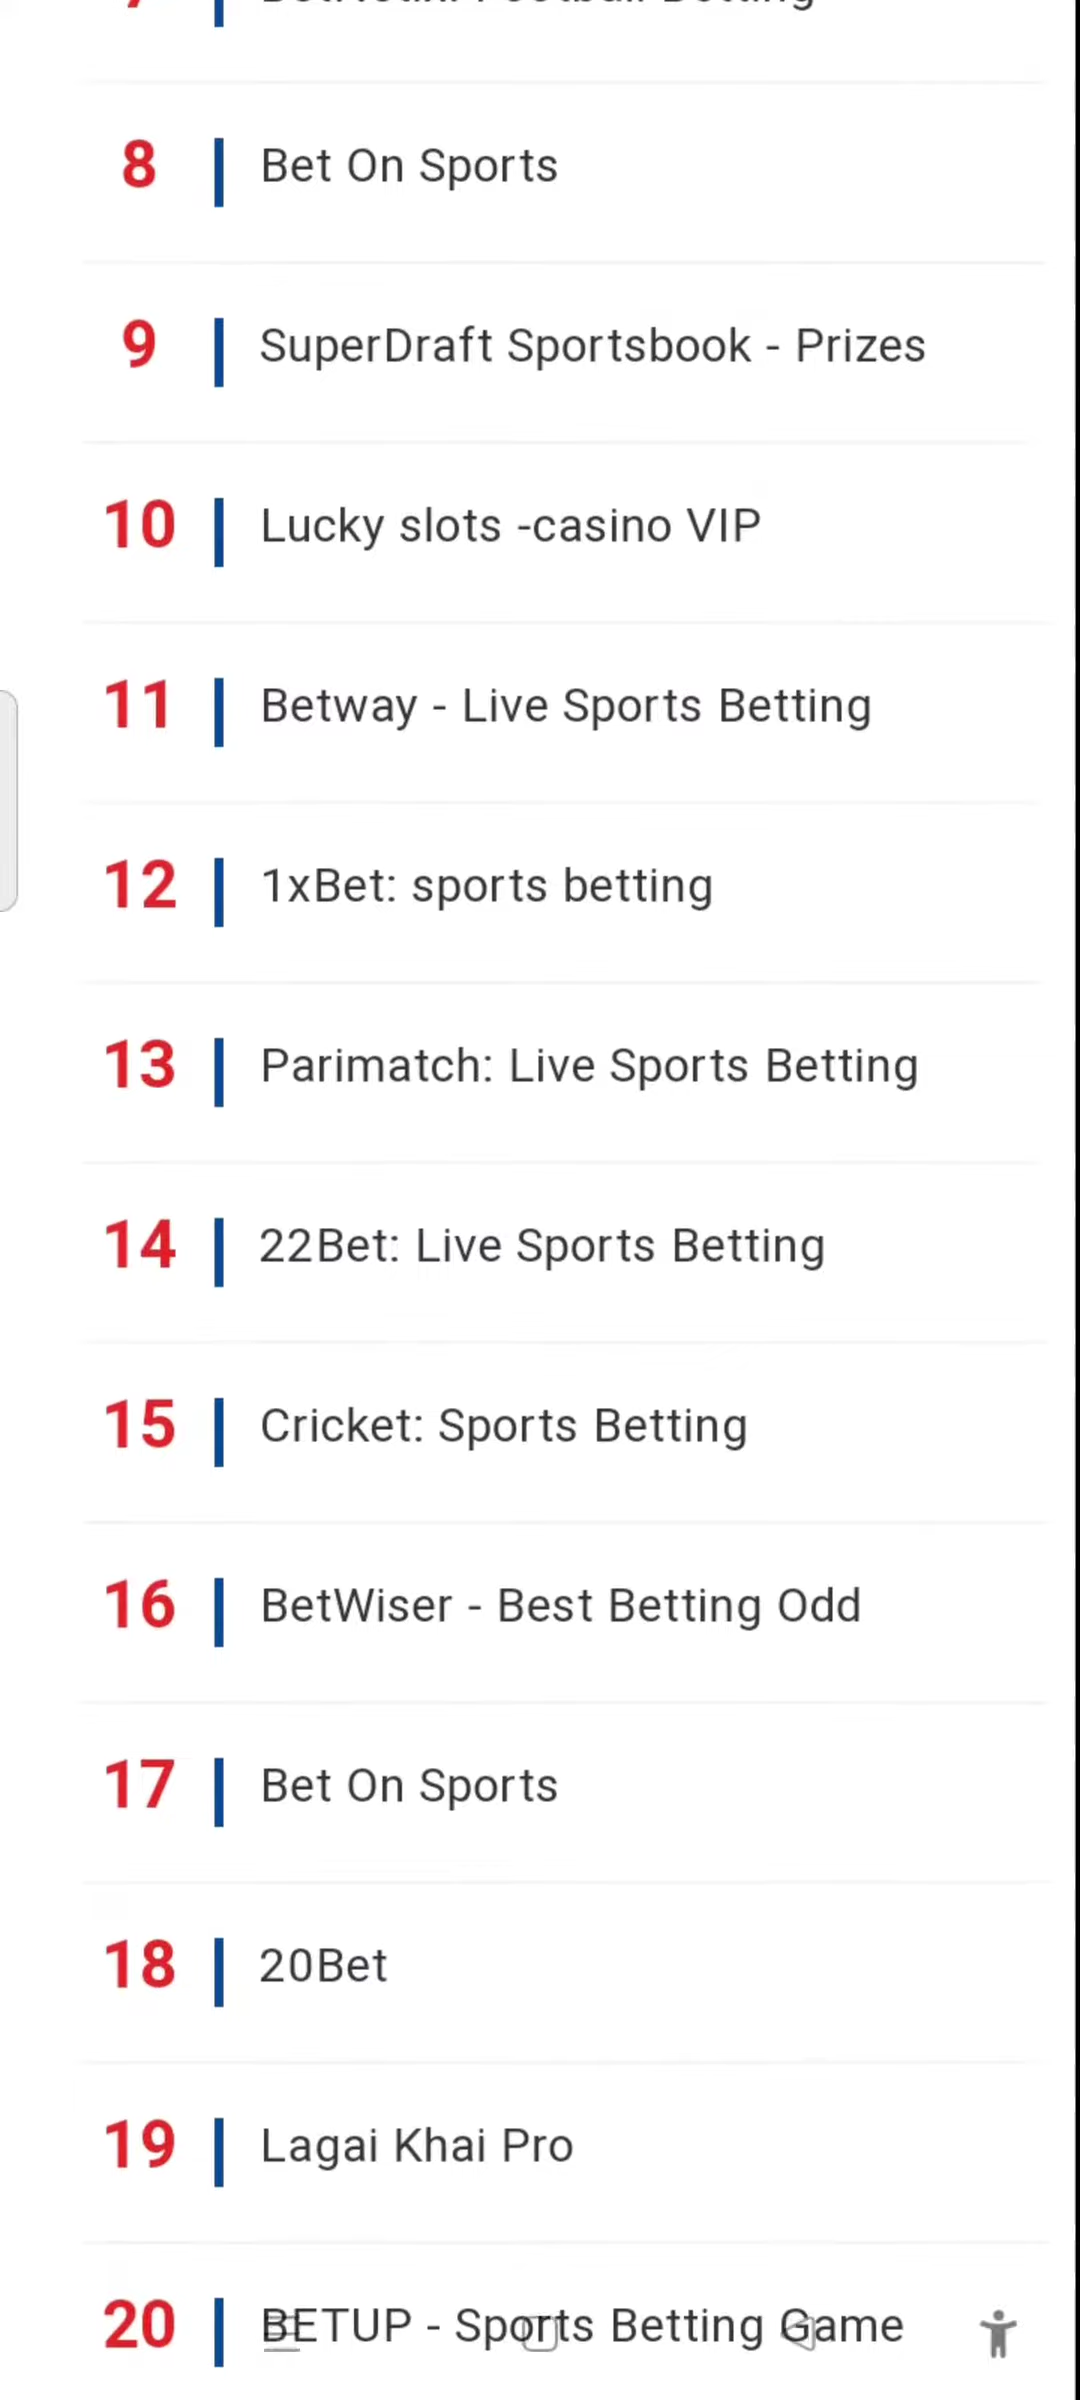 Football Betting
8 Bet On Sports
9 SuperDraft Sportsbook - Prizes
10 Lucky slots -casino VIP
11 Betway - Live Sports Betting
12 1xBet: sports betting
13 Parimatch: Live Sports Betting
14 22Bet: Live Sports Betting
15 Cricket: Sports Betting
16 BetWiser - Best Betting Odd
17 Bet On Sports
18 20Bet
19 Lagai Khai Pro
20 BETUP - Sports Betting Game